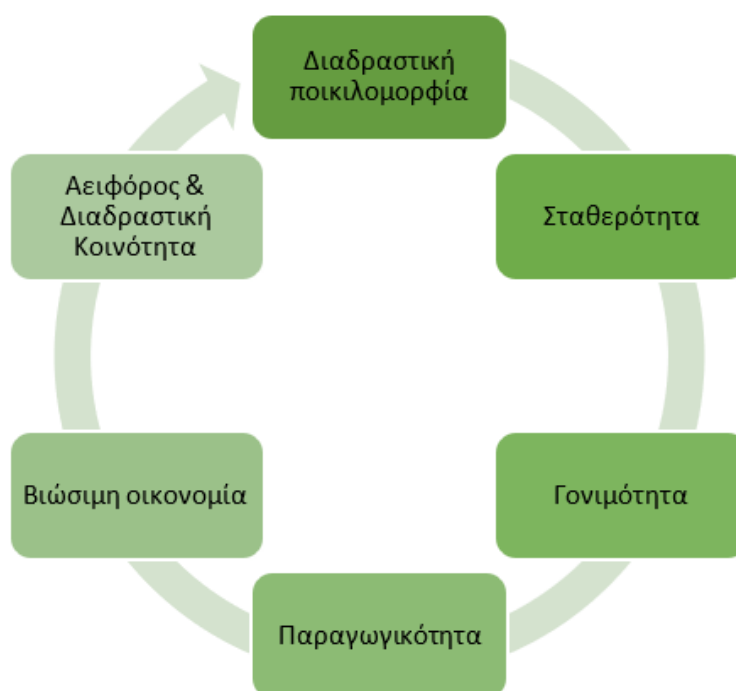 Διαδραστική
ποικιλομορφία
Σταθερότητα
Γονιμότητα
Παραγωγικότητα
Βιώσιμη οικονομία
Αειφόρος &
Διαδραστική
Κοινότητα